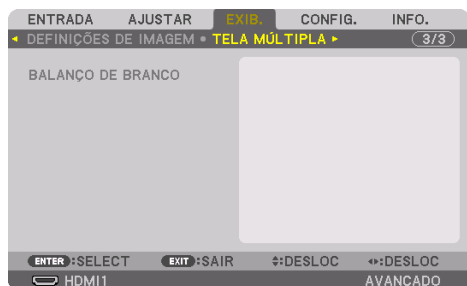 ENTRADA AJUSTAR EXIB. CONFIG. INFO.
DEFINIÇÕES DE IMAGEM • TELA MÚLTIPLA 3/3
BALANÇO DE BRANCO
ENTER :SELECT EXIT :SAIR :DESLOC :DESLOC
HDMI1 AVANCADO